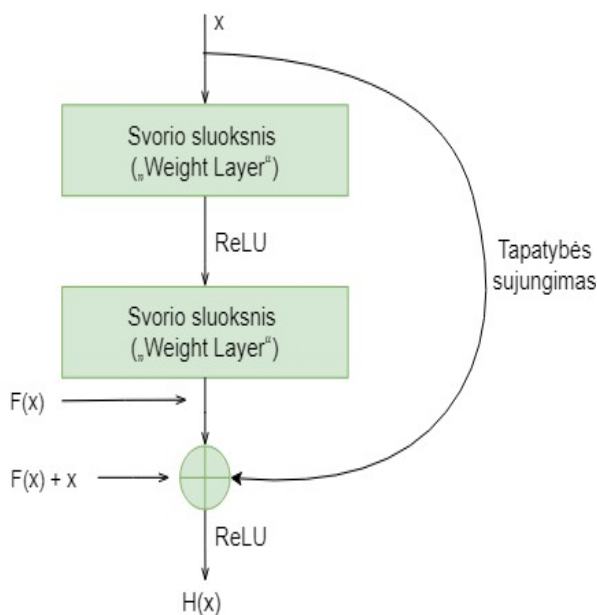 x
Svorio sluoksnis
(„Weight Layer“)
ReLU
Tapatybės
sujungimas
Svorio sluoksnis
(„Weight Layer“)
F(x)
F(x) + x
ReLU
H(x)